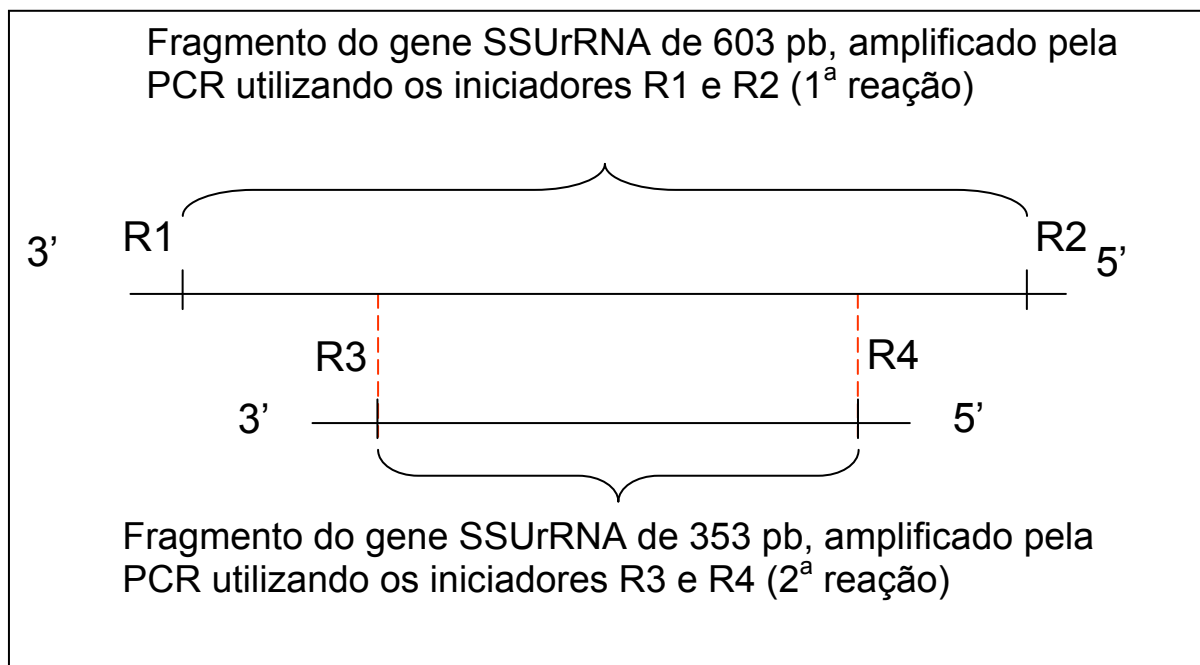 Fragmento do gene SSUrRNA de 603 pb, amplificado pela
PCR utilizando os iniciadores R1 e R2 (1ª reação)
3’ R1 R2 5’
R3 R4
3’ 5’
Fragmento do gene SSUrRNA de 353 pb, amplificado pela
PCR utilizando os iniciadores R3 e R4 (2ª reação)